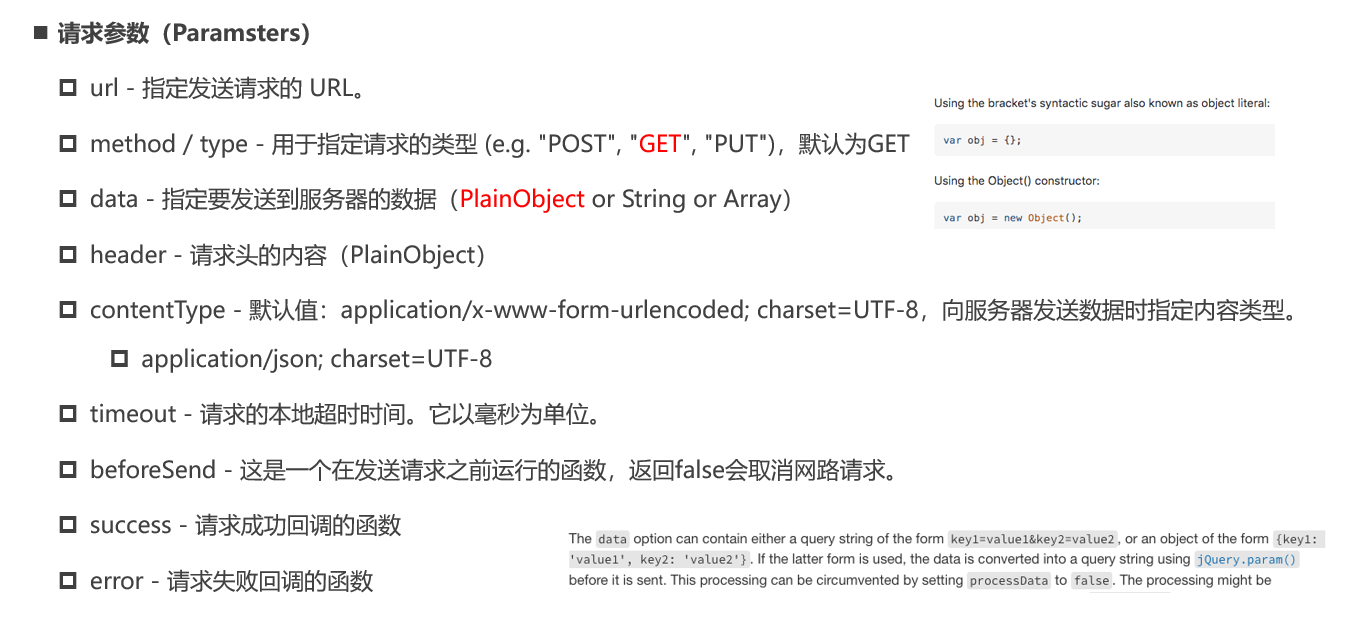 请求参数（Paramsters）
url - 指定发送请求的 URL。
method / type - 用于指定请求的类型 (e.g. "POST", "GET", "PUT")，默认为GET
data - 指定要发送到服务器的数据（PlainObject or String or Array）
header - 请求头的内容（PlainObject）
contentType - 默认值：application/x-www-form-urlencoded; charset=UTF-8，向服务器发送数据时指定内容类型。
application/json; charset=UTF-8
timeout - 请求的本地超时时间。它以毫秒为单位。
beforeSend - 这是一个在发送请求之前运行的函数，返回false会取消网路请求。
success - 请求成功回调的函数
error - 请求失败回调的函数
Using the bracket's syntactic sugar also known as object literal:
var obj = {};
Using the Object() constructor:
var obj = new Object();
The data option can contain either a query string of the form key1=value1&key2=value2, or an object of the form {key1:
'value1', key2: 'value2'}. If the latter form is used, the data is converted into a query string using jQuery.param()
before it is sent. This processing can be circumvented by setting processData to false. The processing might be